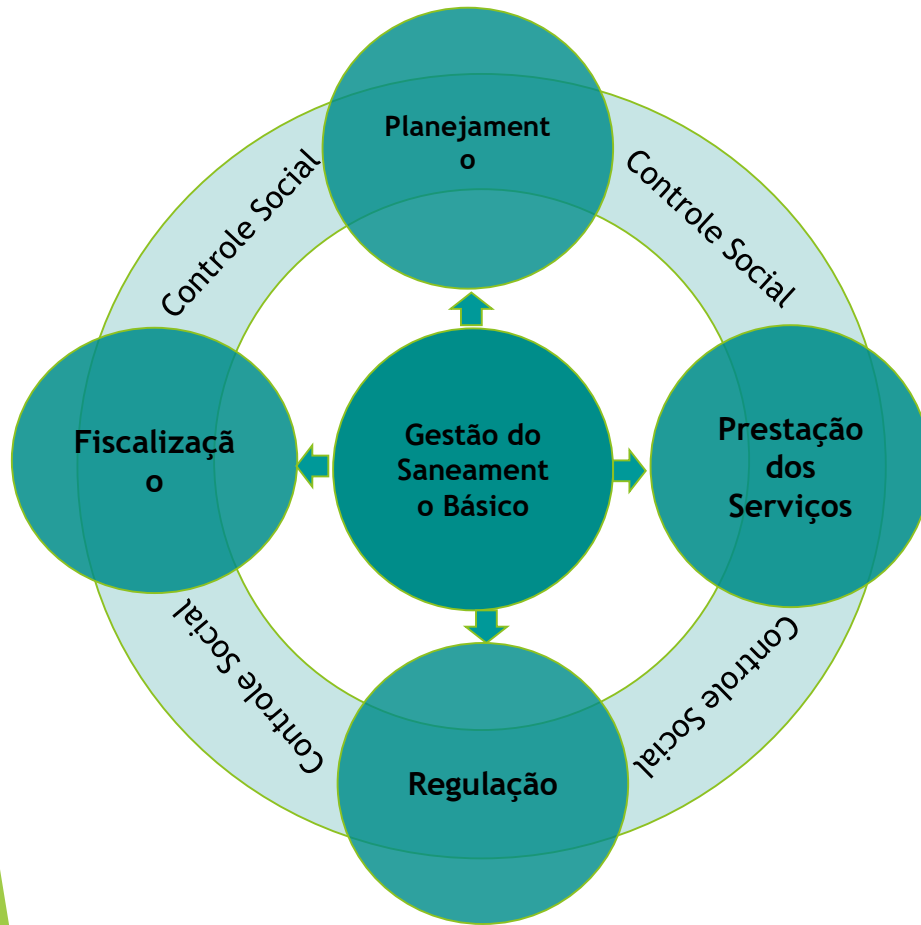 Planejament
o
Controle Social
Controle Social
Fiscalizaçã
o
Gestão do
Saneament
o Básico
Prestação
dos
Serviços
Controle Social
Controle Social
Regulação